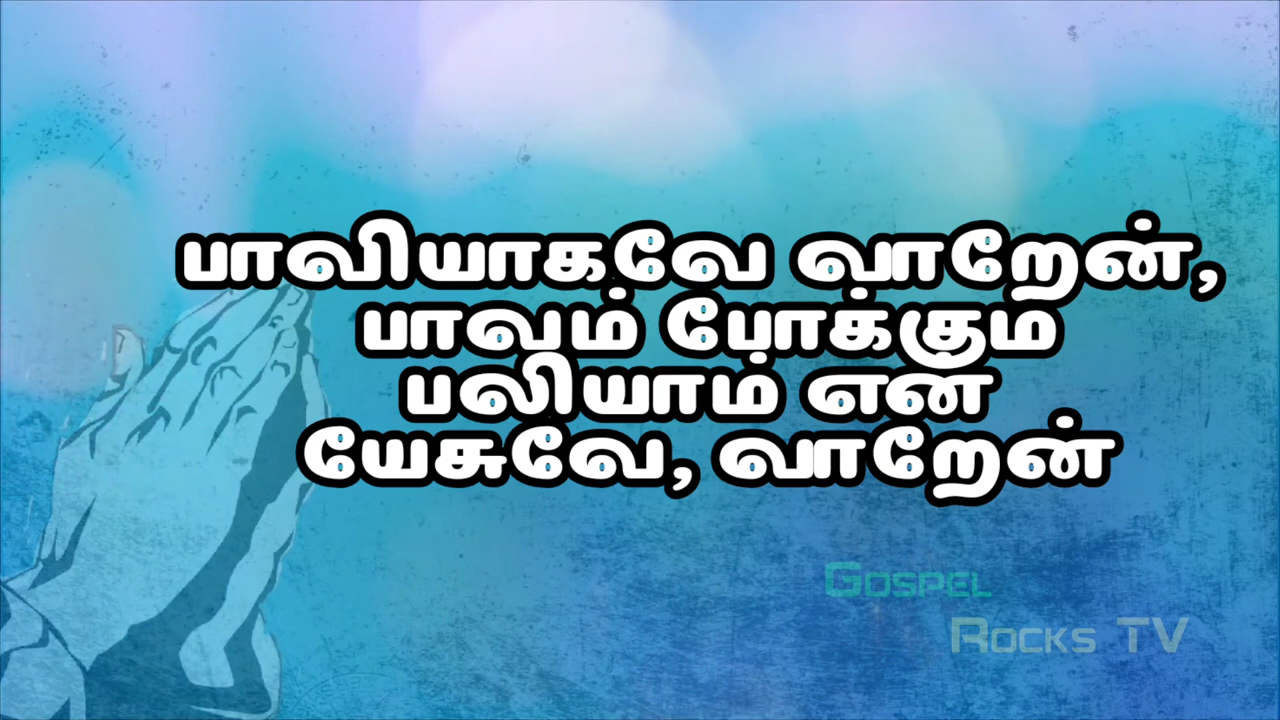 பாவியாகவே வாறேன்,
பாவம் போக்கும்
பலியாம் என்
யேசுவே, வாறேன்
Gospel
Rocks TV